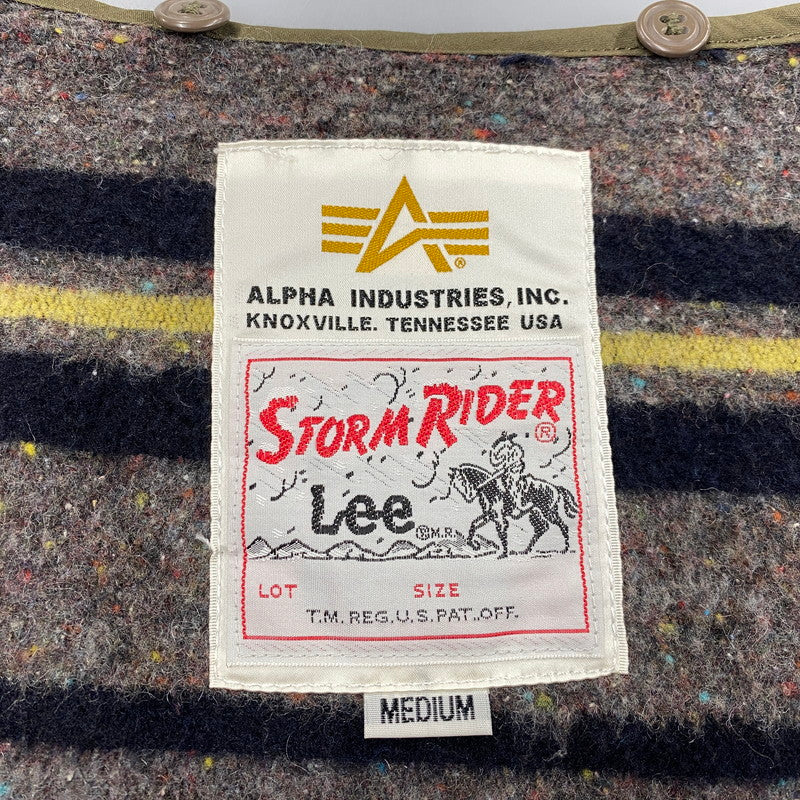 ®
ALPHA INDUSTRIES, INC.
KNOXVILLE. TENNESSEE USA
STORM RIDER ®
Lee ® M.R.
LOT SIZE
T.M. REG. U.S. PAT. OFF.
MEDIUM